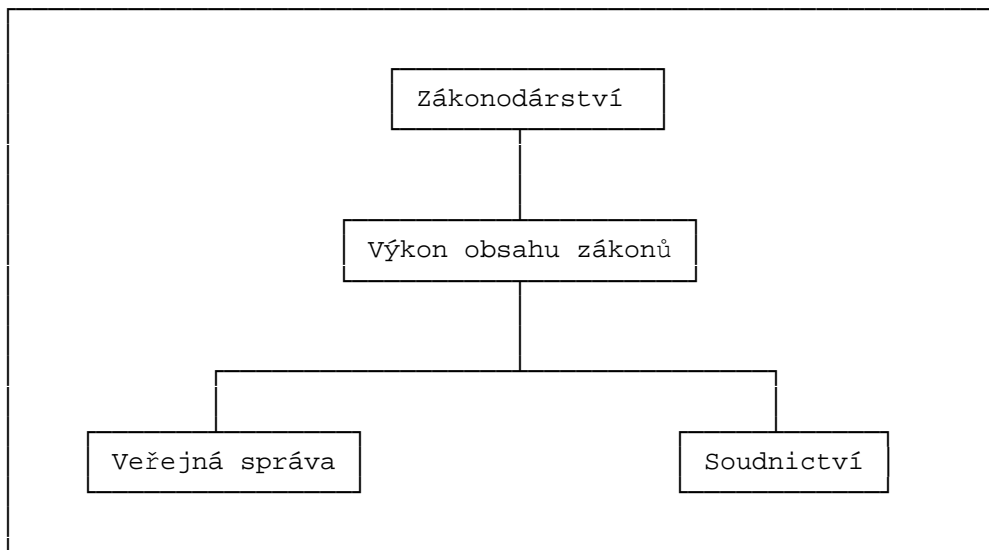 Zákonodárství
Výkon obsahu zákonů
Veřejná správa
Soudnictví